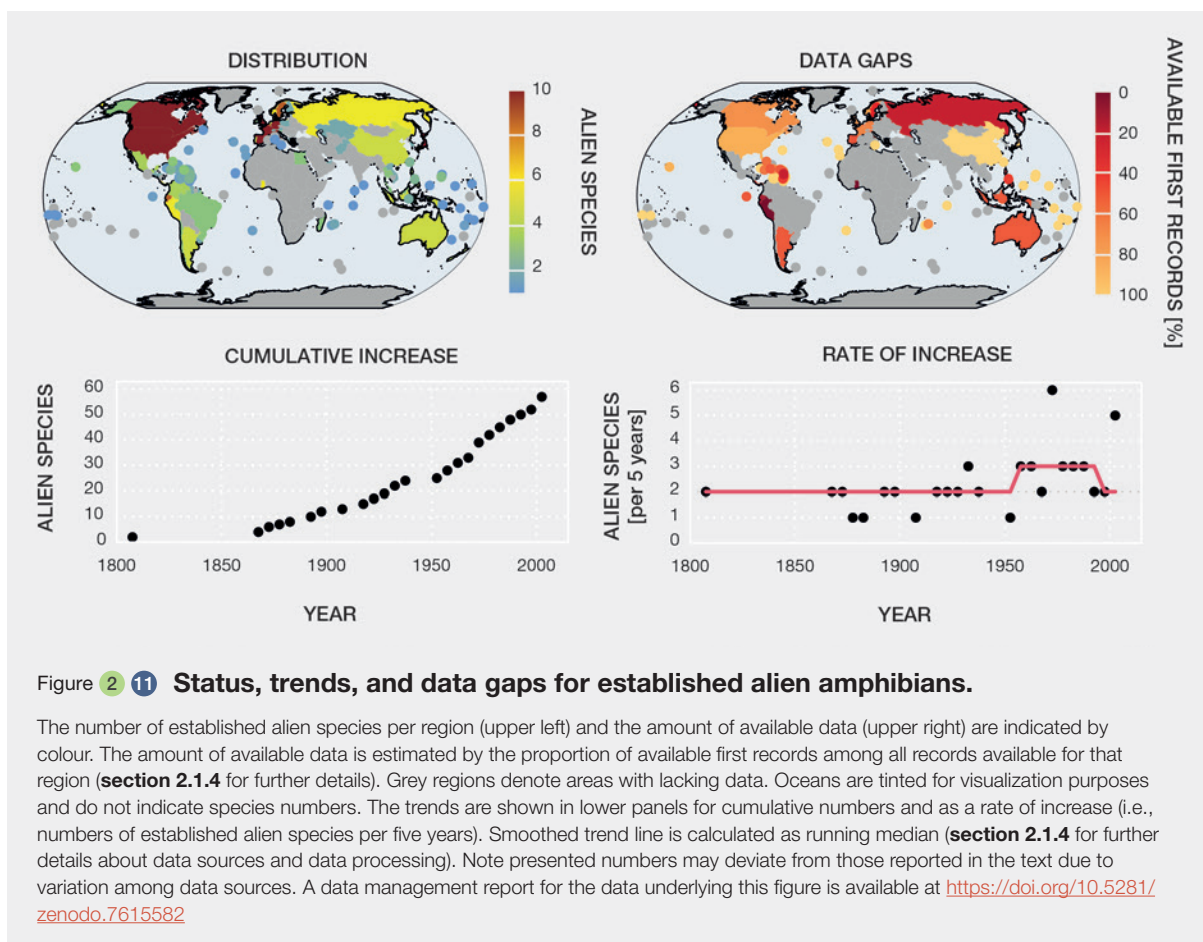 DISTRIBUTION
10
8
6
4
2
ALIEN SPECIES
DATA GAPS
0
20
40
60
80
100
AVAILABLE FIRST RECORDS [%]
CUMULATIVE INCREASE
ALIEN SPECIES
60
50
40
30
20
10
0
1800
1850
1900
1950
2000
YEAR
RATE OF INCREASE
ALIEN SPECIES
[per 5 years]
6
5
4
3
2
1
0
1800
1850
1900
1950
2000
YEAR
Figure 2 11 Status, trends, and data gaps for established alien amphibians.
The number of established alien species per region (upper left) and the amount of available data (upper right) are indicated by
colour. The amount of available data is estimated by the proportion of available first records among all records available for that
region (section 2.1.4 for further details). Grey regions denote areas with lacking data. Oceans are tinted for visualization purposes
and do not indicate species numbers. The trends are shown in lower panels for cumulative numbers and as a rate of increase (i.e.,
numbers of established alien species per five years). Smoothed trend line is calculated as running median (section 2.1.4 for further
details about data sources and data processing). Note presented numbers may deviate from those reported in the text due to
variation among data sources. A data management report for the data underlying this figure is available at https://doi.org/10.5281/
zenodo.7615582